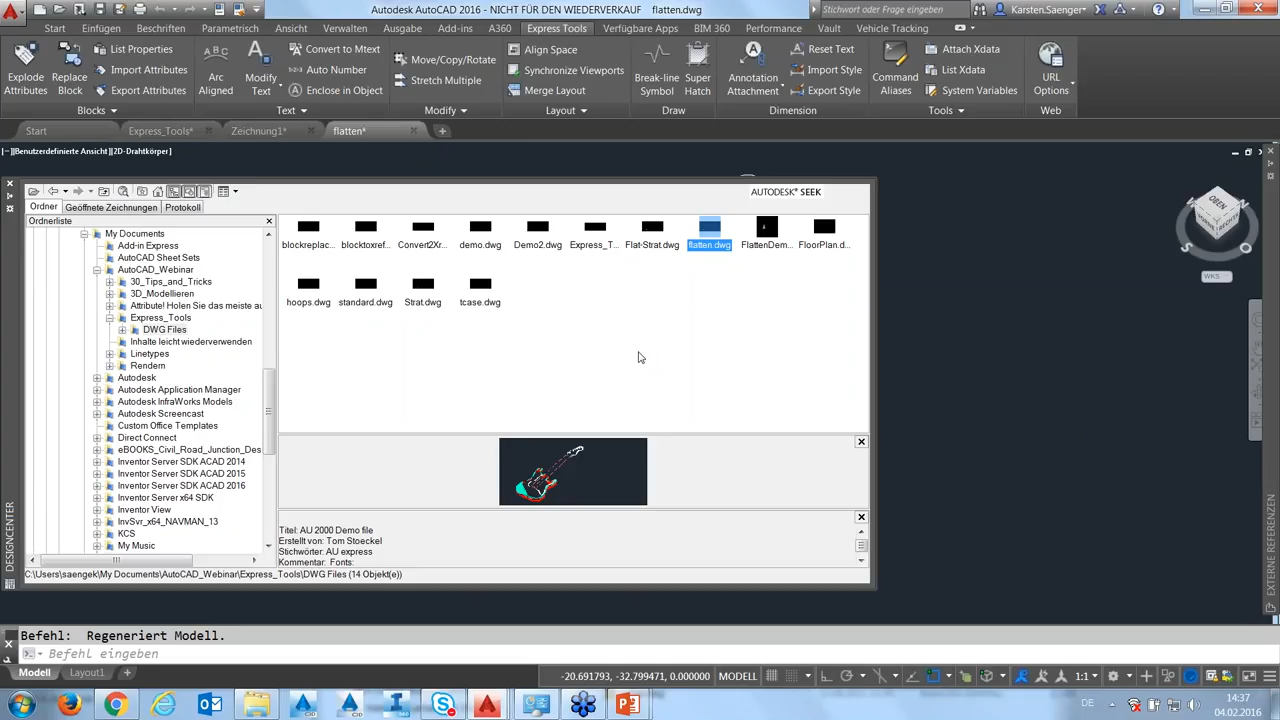 Autodesk AutoCAD 2016 - NICHT FÜR DEN WIEDERVERKAUF flatten.dwg
Stichwort oder Frage eingeben
Karsten.Saenger
Start Einfügen Beschriften Parametrisch Ansicht Verwalten Ausgabe Add-ins A360 Express Tools Verfügbare Apps BIM 360 Performance Vault Vehicle Tracking
Explode Attributes
Replace Block
List Properties
Import Attributes
Export Attributes
Arc Aligned
Modify Text
Convert to Mtext
Auto Number
Enclose in Object
Move/Copy/Rotate
Stretch Multiple
Align Space
Synchronize Viewports
Merge Layout
Break-line Symbol
Super Hatch
Annotation Attachment
Reset Text
Import Style
Export Style
Command Aliases
Attach Xdata
List Xdata
System Variables
URL Options
Blocks Text Modify Layout Draw Dimension Tools Web
Start Express_Tools* Zeichnung1* flatten*
[−][Benutzerdefinierte Ansicht][2D-Drahtkörper]
AUTODESK® SEEK
Ordner Geöffnete Zeichnungen Protokoll
Ordnerliste
My Documents
Add-in Express
AutoCAD Sheet Sets
AutoCAD_Webinar
30_Tips_and_Tricks
3D_Modellieren
Attribute! Holen Sie das meiste au
Express_Tools
DWG Files
Inhalte leicht wiederverwenden
Linetypes
Rendern
Autodesk
Autodesk Application Manager
Autodesk InfraWorks Models
Autodesk Screencast
Custom Office Templates
Direct Connect
eBOOKS_Civil_Road_Junction_Des
Inventor Server SDK ACAD 2014
Inventor Server SDK ACAD 2015
Inventor Server SDK ACAD 2016
Inventor Server x64 SDK
Inventor View
InvSvr_x64_NAVMAN_13
KCS
My Music
blockreplac... blocktoxref... Convert2Xr... demo.dwg Demo2.dwg Express_T... Flat-Strat.dwg flatten.dwg FlattenDem... FloorPlan.d...
hoops.dwg standard.dwg Strat.dwg tcase.dwg
Titel: AU 2000 Demo file
Erstellt von: Tom Stoeckel
Stichwörter: AU express
Kommentar: Fonts:
C:\Users\saengek\My Documents\AutoCAD_Webinar\Express_Tools\DWG Files (14 Objekt(e))
DESIGNCENTER
EXTERNE REFERENZEN
OBEN
WKS
Befehl: Regeneriert Modell.
Befehl eingeben
Modell Layout1
-20.691793, -32.799471, 0.000000 MODELL
1:1
DE
14:37
04.02.2016